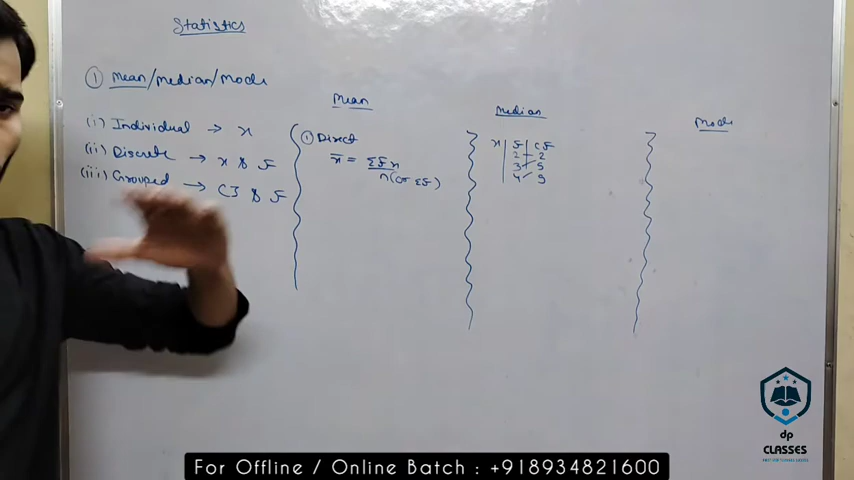 Statistics
① Mean/Median/Mode
(i) Individual → x
(ii) Discrete → x & F
(iii) Grouped → CI & F
Mean
① Direct
x̄ = ΣFx
n(or ΣF)
Median
x F CF
2 2
3 5
4 9
Mode
dp
CLASSES
For Offline / Online Batch : +918934821600